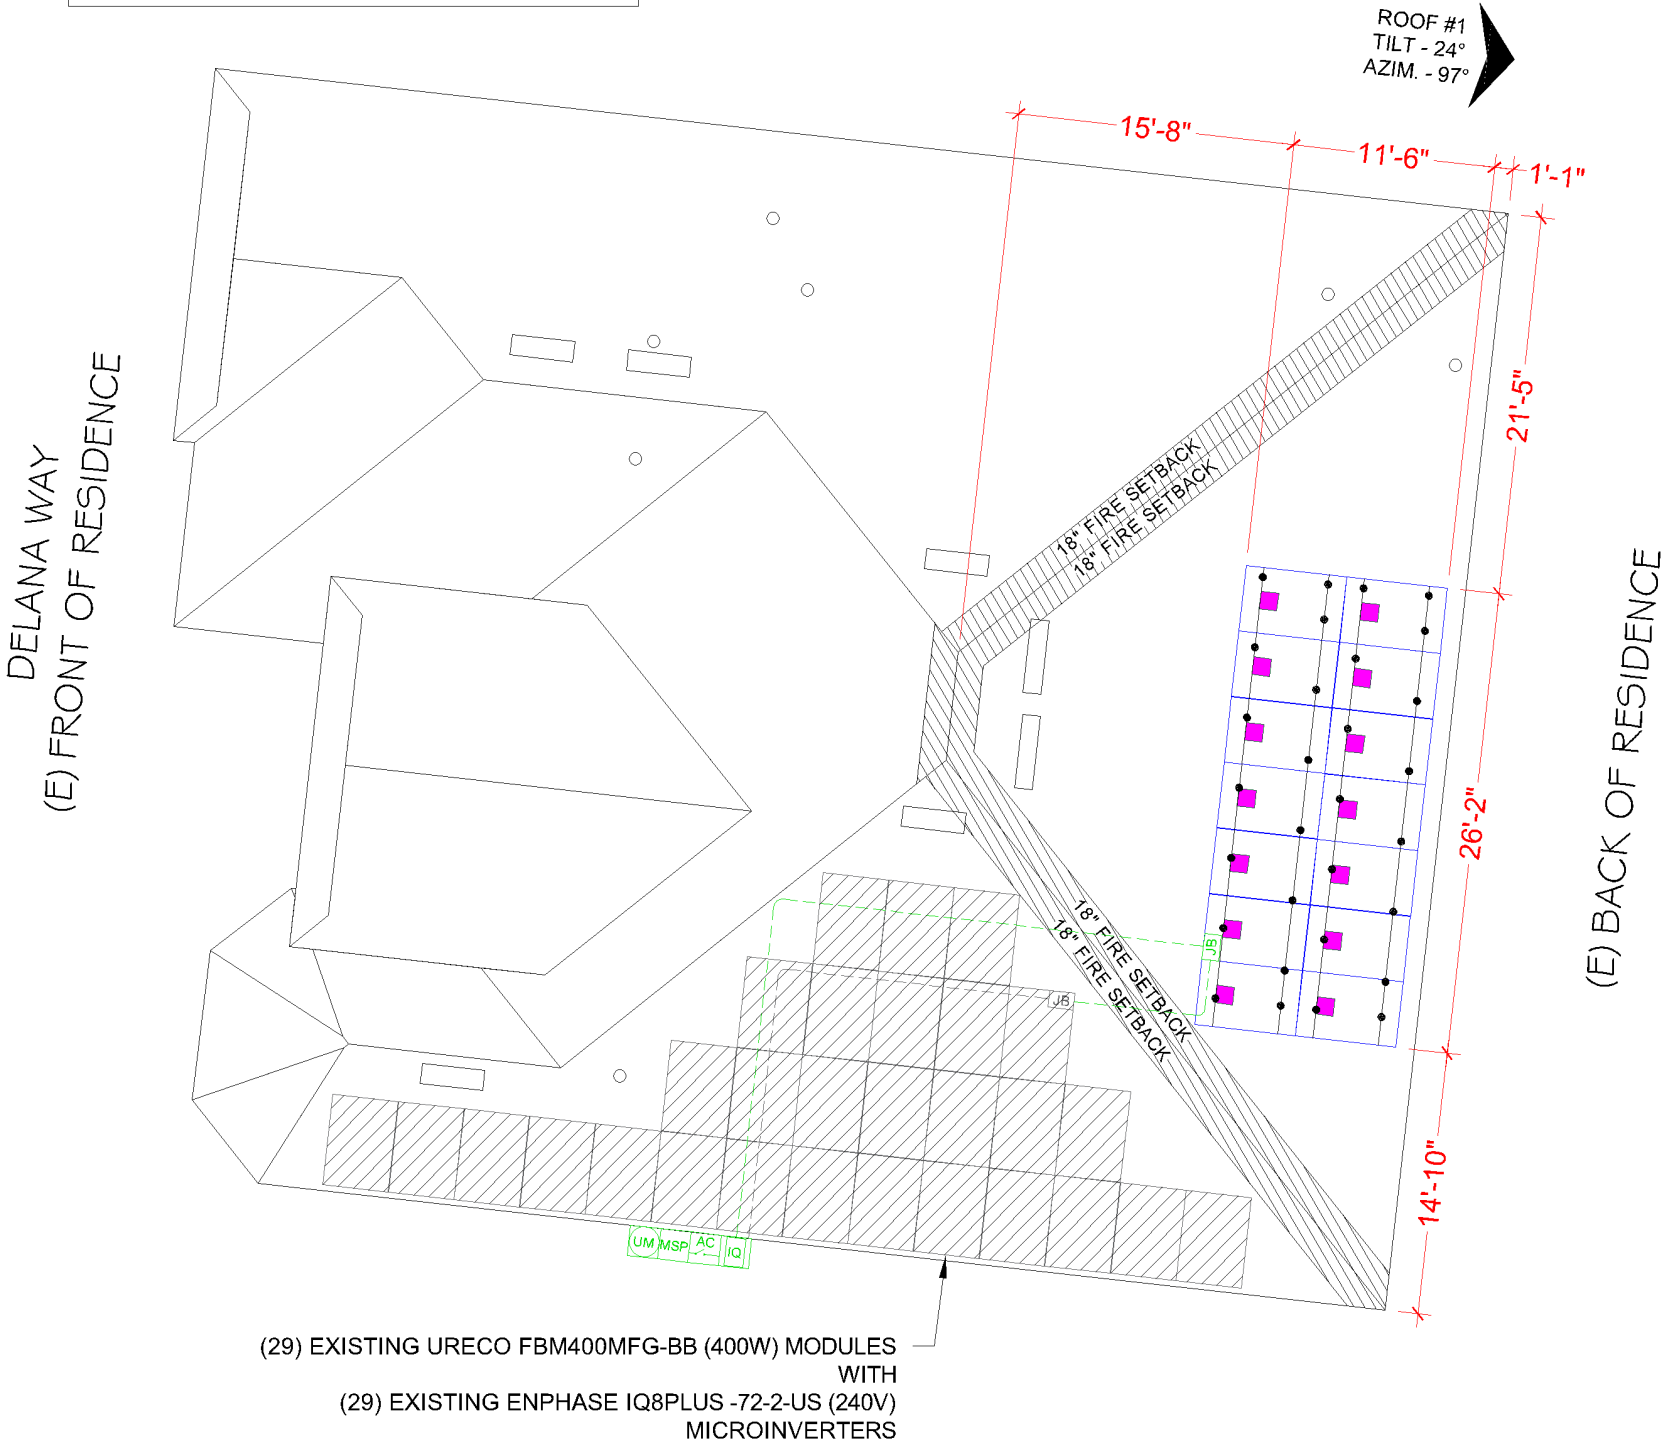 ROOF #1
TILT - 24°
AZIM. - 97°
15'-8"
11'-6"
1'-1"
21'-5"
26'-2"
14'-10"
DELANA WAY
(E) FRONT OF RESIDENCE
(E) BACK OF RESIDENCE
18" FIRE SETBACK
18" FIRE SETBACK
18" FIRE SETBACK
18" FIRE SETBACK
JB
JB
UM
MSP
AC
IQ
(29) EXISTING URECO FBM400MFG-BB (400W) MODULES
WITH
(29) EXISTING ENPHASE IQ8PLUS -72-2-US (240V)
MICROINVERTERS